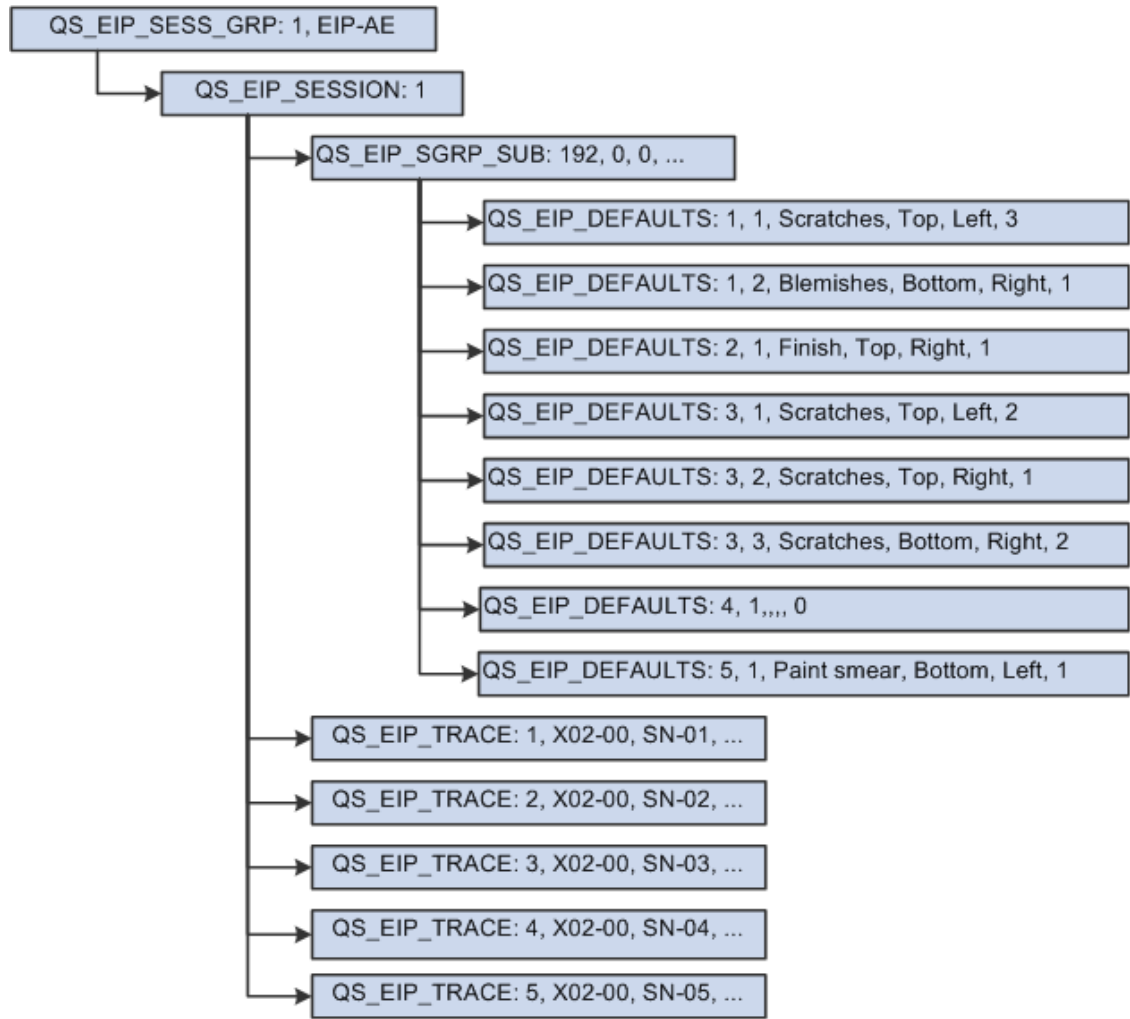 QS_EIP_SESS_GRP: 1, EIP-AE
QS_EIP_SESSION: 1
QS_EIP_SGRP_SUB: 192, 0, 0, ...
QS_EIP_DEFAULTS: 1, 1, Scratches, Top, Left, 3
QS_EIP_DEFAULTS: 1, 2, Blemishes, Bottom, Right, 1
QS_EIP_DEFAULTS: 2, 1, Finish, Top, Right, 1
QS_EIP_DEFAULTS: 3, 1, Scratches, Top, Left, 2
QS_EIP_DEFAULTS: 3, 2, Scratches, Top, Right, 1
QS_EIP_DEFAULTS: 3, 3, Scratches, Bottom, Right, 2
QS_EIP_DEFAULTS: 4, 1,,,, 0
QS_EIP_DEFAULTS: 5, 1, Paint smear, Bottom, Left, 1
QS_EIP_TRACE: 1, X02-00, SN-01, ...
QS_EIP_TRACE: 2, X02-00, SN-02, ...
QS_EIP_TRACE: 3, X02-00, SN-03, ...
QS_EIP_TRACE: 4, X02-00, SN-04, ...
QS_EIP_TRACE: 5, X02-00, SN-05, ...